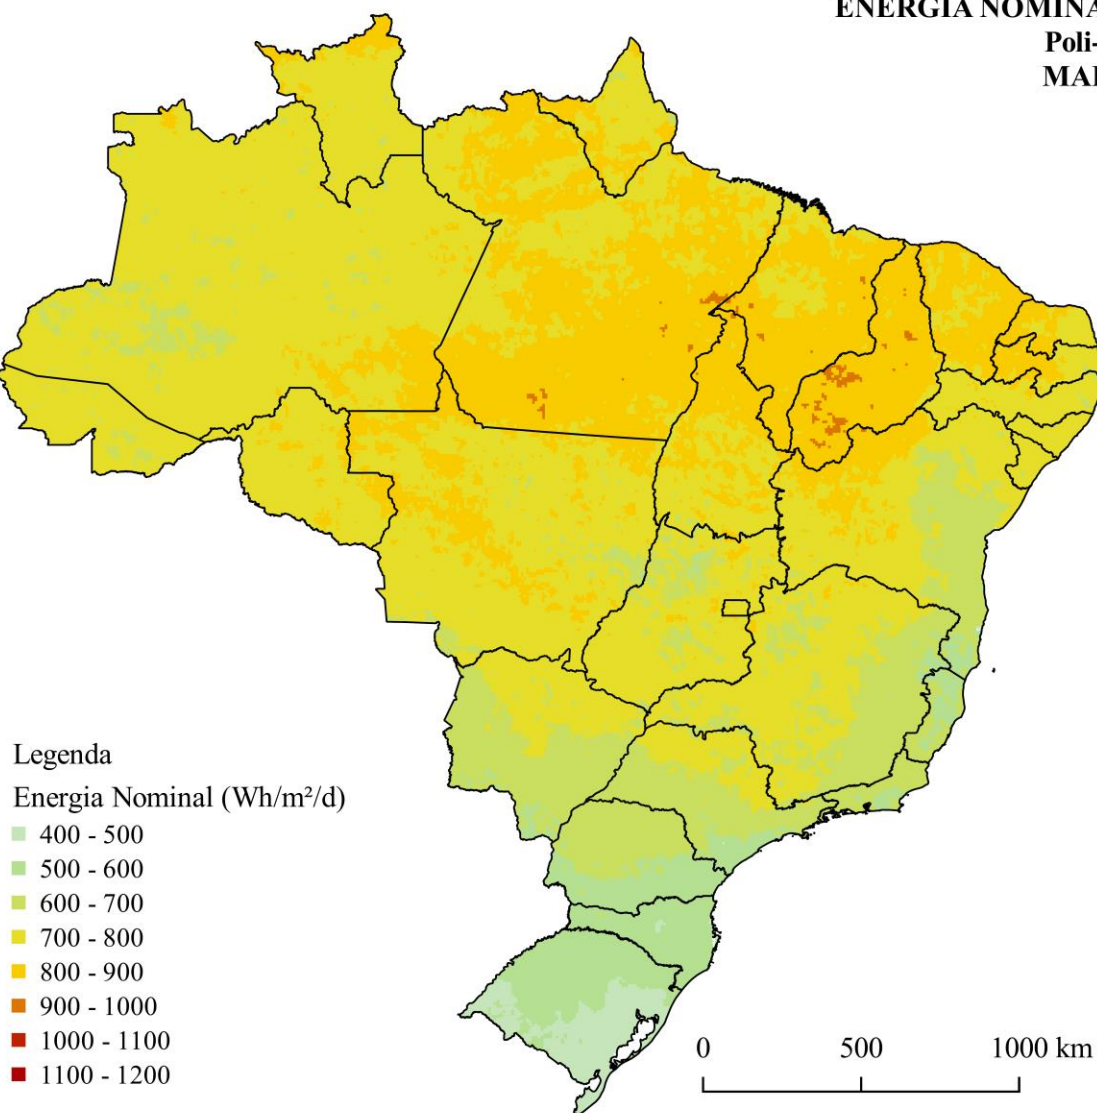 ENERGIA NOMINA
Poli-
MAI
Legenda
Energia Nominal (Wh/m²/d)
400 - 500
500 - 600
600 - 700
700 - 800
800 - 900
900 - 1000
1000 - 1100
1100 - 1200
0 500 1000 km